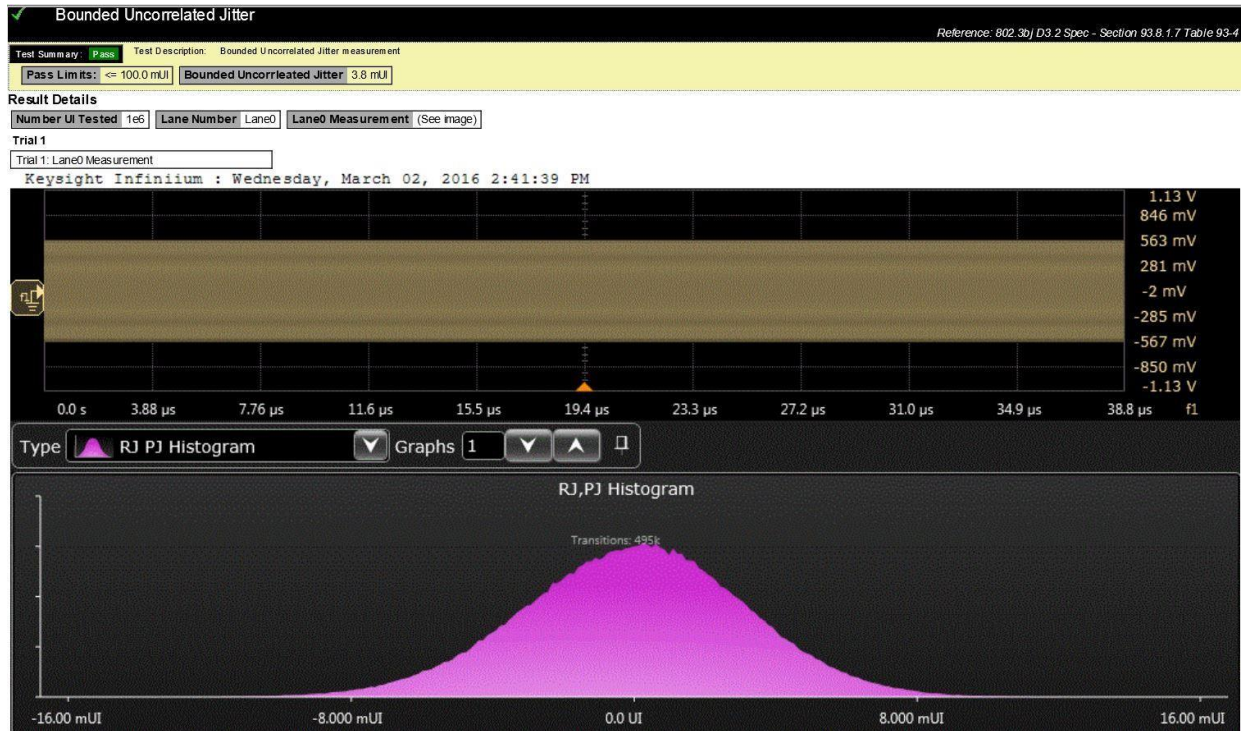 Bounded Uncorrelated Jitter
Reference: 802.3bj D3.2 Spec - Section 93.8.1.7 Table 93-4
Test Summary: Pass Test Description: Bounded Uncorrelated Jitter measurement
Pass Limits: <= 100.0 mUI Bounded Uncorrleated Jitter 3.8 mUI
Result Details
Number UI Tested 1e6 Lane Number Lane0 Lane0 Measurement (See image)
Trial 1
Trial 1: Lane0 Measurement
Keysight Infiniium : Wednesday, March 02, 2016 2:41:39 PM
1.13 V
846 mV
563 mV
281 mV
-2 mV
-285 mV
-567 mV
-850 mV
-1.13 V
f1
0.0 s 3.88 µs 7.76 µs 11.6 µs 15.5 µs 19.4 µs 23.3 µs 27.2 µs 31.0 µs 34.9 µs 38.8 µs f1
Type RJ PJ Histogram Graphs 1
RJ,PJ Histogram
Transitions: 495k
-16.00 mUI -8.000 mUI 0.0 UI 8.000 mUI 16.00 mUI